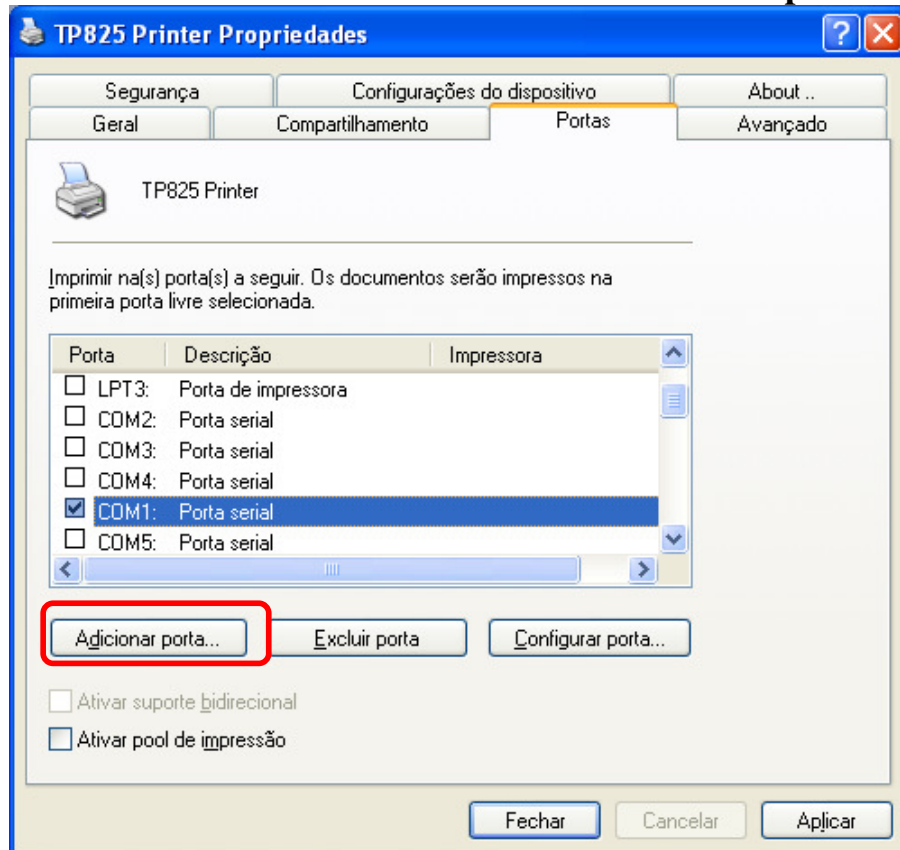 TP825 Printer Propriedades
Segurança Configurações do dispositivo About ..
Geral Compartilhamento Portas Avançado
TP825 Printer
Imprimir na(s) porta(s) a seguir. Os documentos serão impressos na
primeira porta livre selecionada.
Porta Descrição Impressora
LPT3: Porta de impressora
COM2: Porta serial
COM3: Porta serial
COM4: Porta serial
COM1: Porta serial
COM5: Porta serial
Adicionar porta... Excluir porta Configurar porta...
Ativar suporte bidirecional
Ativar pool de impressão
Fechar Cancelar Aplicar